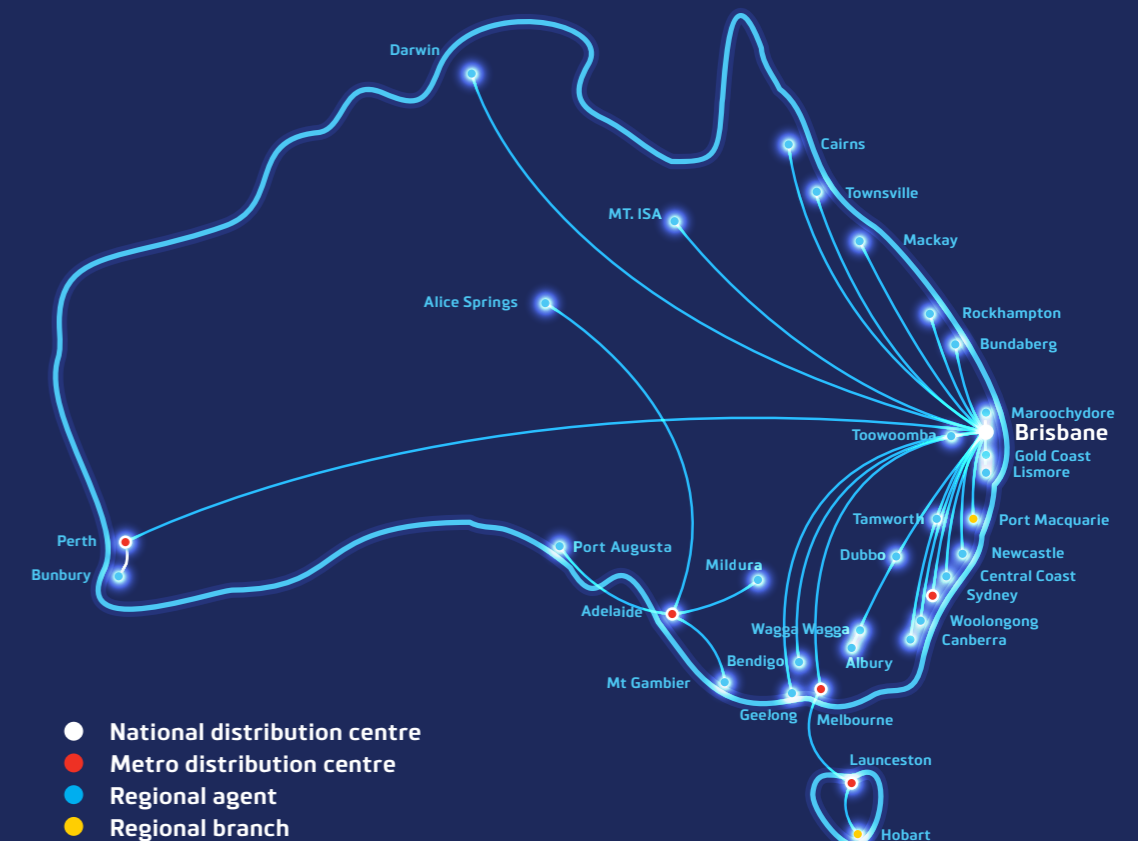 Darwin
Cairns
Townsville
MT. ISA
Mackay
Alice Springs
Rockhampton
Bundaberg
Maroochydore
Brisbane
Toowoomba
Gold Coast
Lismore
Tamworth
Port Macquarie
Perth
Port Augusta
Dubbo
Newcastle
Mildura
Bunbury
Central Coast
Sydney
Adelaide
Woolongong
Wagga Wagga
Canberra
Bendigo
Albury
Mt Gambier
Geelong
Melbourne
National distribution centre
Launceston
Metro distribution centre
Regional agent
Regional branch
Hobart